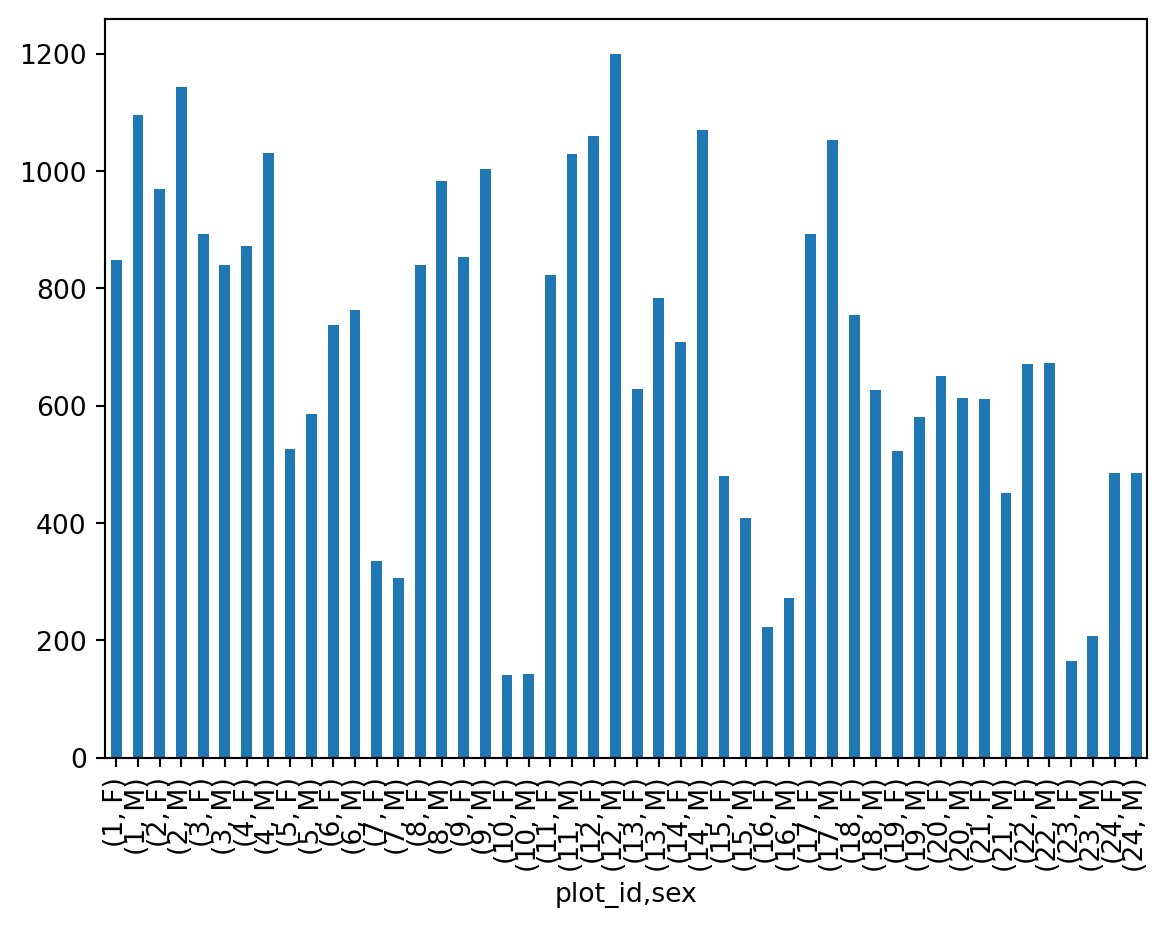 1200
1000
800
600
400
200
0
(1, F)
(1, M)
(2, F)
(2, M)
(3, F)
(3, M)
(4, F)
(4, M)
(5, F)
(5, M)
(6, F)
(6, M)
(7, F)
(7, M)
(8, F)
(8, M)
(9, F)
(9, M)
(10, F)
(10, M)
(11, F)
(11, M)
(12, F)
(12, M)
(13, F)
(13, M)
(14, F)
(14, M)
(15, F)
(15, M)
(16, F)
(16, M)
(17, F)
(17, M)
(18, F)
(18, M)
(19, F)
(19, M)
(20, F)
(20, M)
(21, F)
(21, M)
(22, F)
(22, M)
(23, F)
(23, M)
(24, F)
(24, M)
plot_id,sex